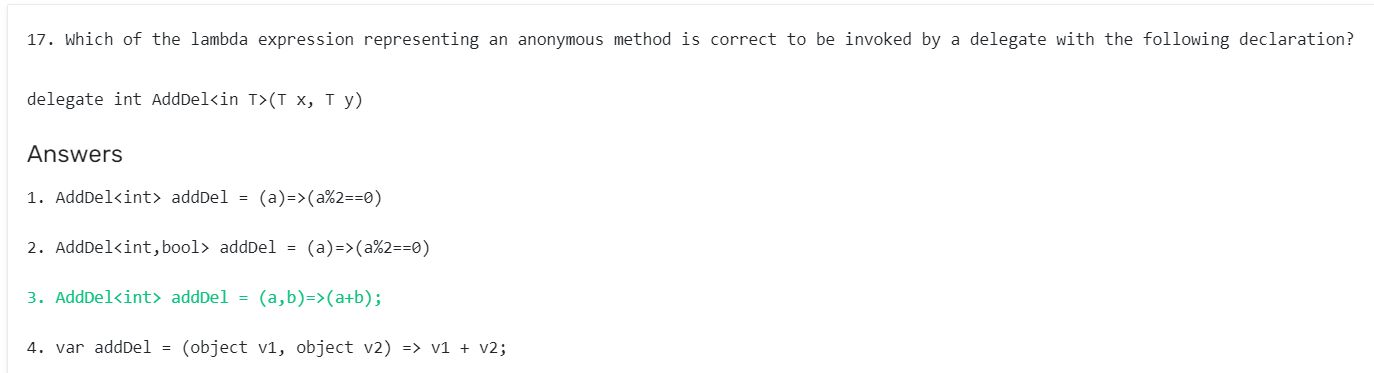 17. Which of the lambda expression representing an anonymous method is correct to be invoked by a delegate with the following declaration?
delegate int AddDel<in T>(T x, T y)
Answers
1. AddDel<int> addDel = (a)=>(a%2==0)
2. AddDel<int,bool> addDel = (a)=>(a%2==0)
3. AddDel<int> addDel = (a,b)=>(a+b);
4. var addDel = (object v1, object v2) => v1 + v2;